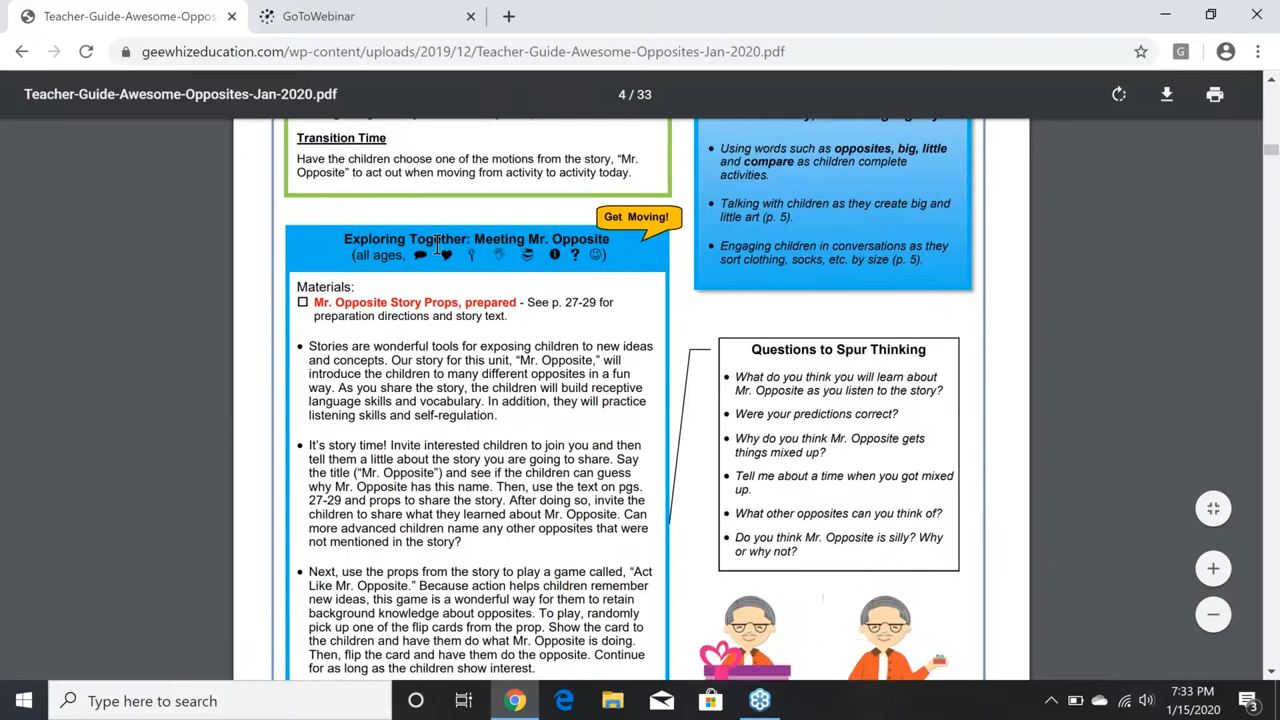 Teacher-Guide-Awesome-Oppos
GoToWebinar
geewhizeducation.com/wp-content/uploads/2019/12/Teacher-Guide-Awesome-Opposites-Jan-2020.pdf
G
Teacher-Guide-Awesome-Opposites-Jan-2020.pdf
4 / 33
Transition Time
Have the children choose one of the motions from the story, “Mr.
Opposite” to act out when moving from activity to activity today.
Get Moving!
Exploring Together: Meeting Mr. Opposite
(all ages, )
Materials:
Mr. Opposite Story Props, prepared - See p. 27-29 for
preparation directions and story text.
• Stories are wonderful tools for exposing children to new ideas
and concepts. Our story for this unit, “Mr. Opposite,” will
introduce the children to many different opposites in a fun
way. As you share the story, the children will build receptive
language skills and vocabulary. In addition, they will practice
listening skills and self-regulation.
• It’s story time! Invite interested children to join you and then
tell them a little about the story you are going to share. Say
the title (“Mr. Opposite”) and see if the children can guess
why Mr. Opposite has this name. Then, use the text on pgs.
27-29 and props to share the story. After doing so, invite the
children to share what they learned about Mr. Opposite. Can
more advanced children name any other opposites that were
not mentioned in the story?
• Next, use the props from the story to play a game called, “Act
Like Mr. Opposite.” Because action helps children remember
new ideas, this game is a wonderful way for them to retain
background knowledge about opposites. To play, randomly
pick up one of the flip cards from the prop. Show the card to
the children and have them do what Mr. Opposite is doing.
Then, flip the card and have them do the opposite. Continue
for as long as the children show interest.
• Using words such as opposites, big, little
and compare as children complete
activities.
• Talking with children as they create big and
little art (p. 5).
• Engaging children in conversations as they
sort clothing, socks, etc. by size (p. 5).
Questions to Spur Thinking
• What do you think you will learn about
Mr. Opposite as you listen to the story?
• Were your predictions correct?
• Why do you think Mr. Opposite gets
things mixed up?
• Tell me about a time when you got mixed
up.
• What other opposites can you think of?
• Do you think Mr. Opposite is silly? Why
or why not?
Type here to search
7:33 PM
1/15/2020
3